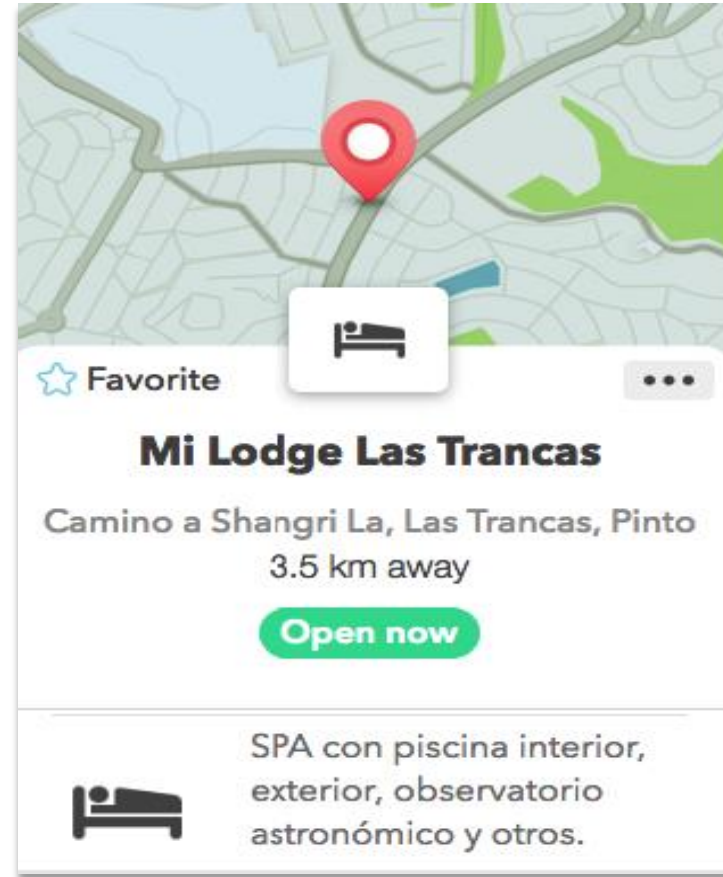 Favorite
Mi Lodge Las Trancas
Camino a Shangri La, Las Trancas, Pinto
3.5 km away
Open now
SPA con piscina interior,
exterior, observatorio
astronómico y otros.